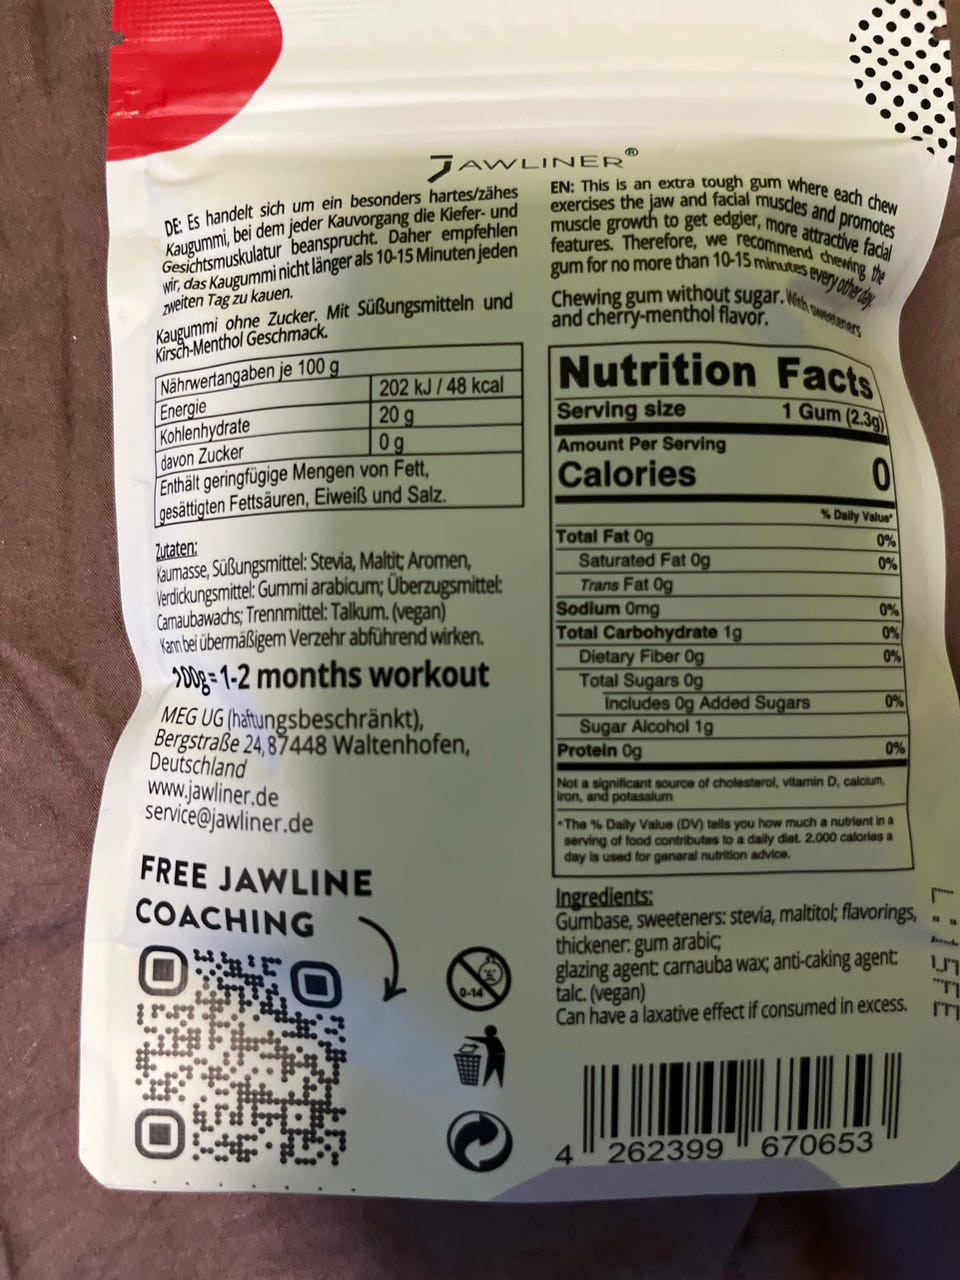 JAWLINER®
DE: Es handelt sich um ein besonders hartes/zähes
Kaugummi, bei dem jeder Kauvorgang die Kiefer- und
Gesichtsmuskulatur beansprucht. Daher empfehlen
wir, das Kaugummi nicht länger als 10-15 Minuten jeden
zweiten Tag zu kauen.
Kaugummi ohne Zucker. Mit Süßungsmitteln und
Kirsch-Menthol Geschmack.
Nährwertangaben je 100 g
Energie 202 kJ / 48 kcal
Kohlenhydrate 20 g
davon Zucker 0 g
Enthält geringfügige Mengen von Fett,
gesättigten Fettsäuren, Eiweiß und Salz.
Zutaten:
Kaumasse, Süßungsmittel: Stevia, Maltit; Aromen,
Verdickungsmittel: Gummi arabicum; Überzugsmittel:
Carnaubawachs; Trennmittel: Talkum. (vegan)
Kann bei übermäßigem Verzehr abführend wirken.
100g = 1-2 months workout
MEG UG (haftungsbeschränkt),
Bergstraße 24, 87448 Waltenhofen,
Deutschland
www.jawliner.de
service@jawliner.de
FREE JAWLINE
COACHING
EN: This is an extra tough gum where each chew
exercises the jaw and facial muscles and promotes
muscle growth to get edgier, more attractive facial
features. Therefore, we recommend chewing the
gum for no more than 10-15 minutes every other day.
Chewing gum without sugar. With sweeteners
and cherry-menthol flavor.
Nutrition Facts
Serving size 1 Gum (2.3g)
Amount Per Serving
Calories 0
% Daily Value*
Total Fat 0g 0%
Saturated Fat 0g 0%
Trans Fat 0g
Sodium 0mg 0%
Total Carbohydrate 1g 0%
Dietary Fiber 0g 0%
Total Sugars 0g
Includes 0g Added Sugars 0%
Sugar Alcohol 1g
Protein 0g 0%
Not a significant source of cholesterol, vitamin D, calcium,
iron, and potassium
*The % Daily Value (DV) tells you how much a nutrient in a
serving of food contributes to a daily diet. 2,000 calories a
day is used for general nutrition advice.
Ingredients:
Gumbase, sweeteners: stevia, maltitol; flavorings,
thickener: gum arabic;
glazing agent: carnauba wax; anti-caking agent:
talc. (vegan)
Can have a laxative effect if consumed in excess.
0-14
4 262399 670653